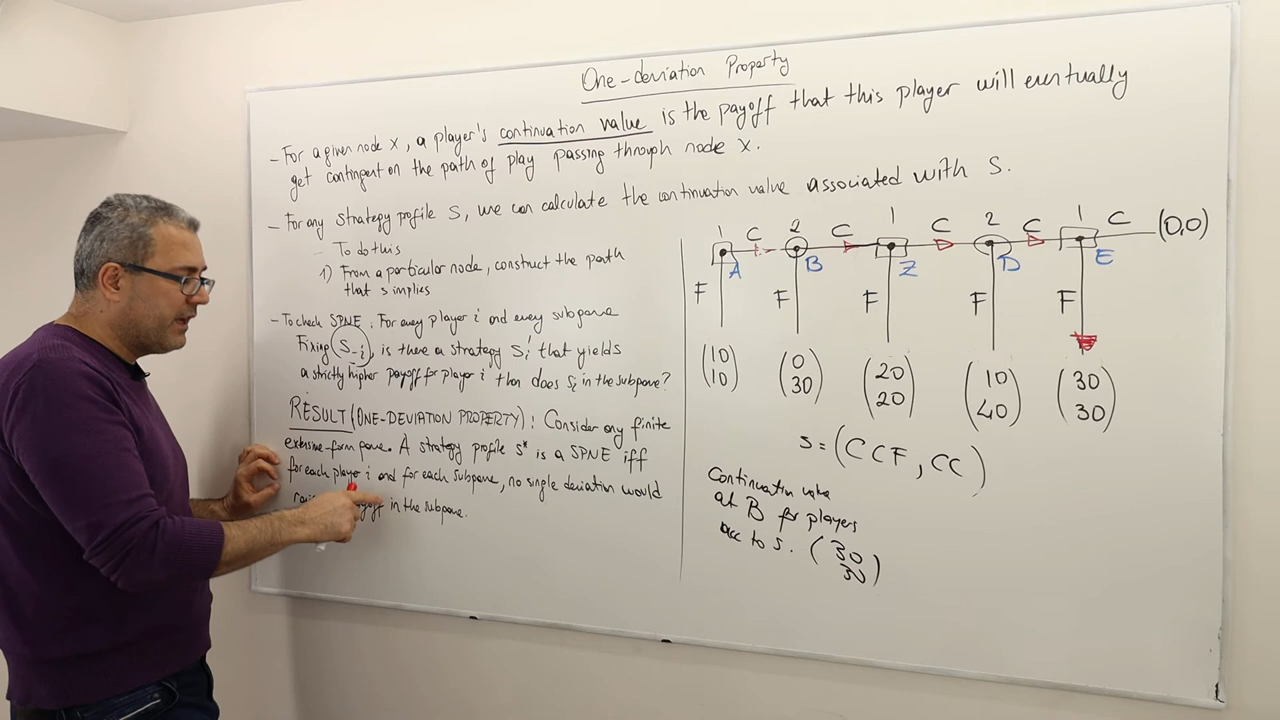 One-deviation Property
- For a given node x, a player's continuation value is the payoff that this player will eventually
get contingent on the path of play passing through node x.
- For any strategy profile s, we can calculate the continuation value associated with s.
To do this
1) From a particular node, construct the path
that s implies
- To check SPNE: For every player i and every subgame
Fixing S-i, is there a strategy Si' that yields
a strictly higher payoff for player i than does Si in the subgame?
RESULT (ONE-DEVIATION PROPERTY): Consider any finite
extensive-form game. A strategy profile s* is a SPNE iff
for each player i and for each subgame, no single deviation would
in the subgame.
1 C 2 C 1 C 2 C 1 C (0,0)
A B Z D E
F F F F F
(10 10) (0 30) (20 20) (10 40) (30 30)
s = (CCF, CC)
Continuation value
at B for players
acc to s. (30
30)